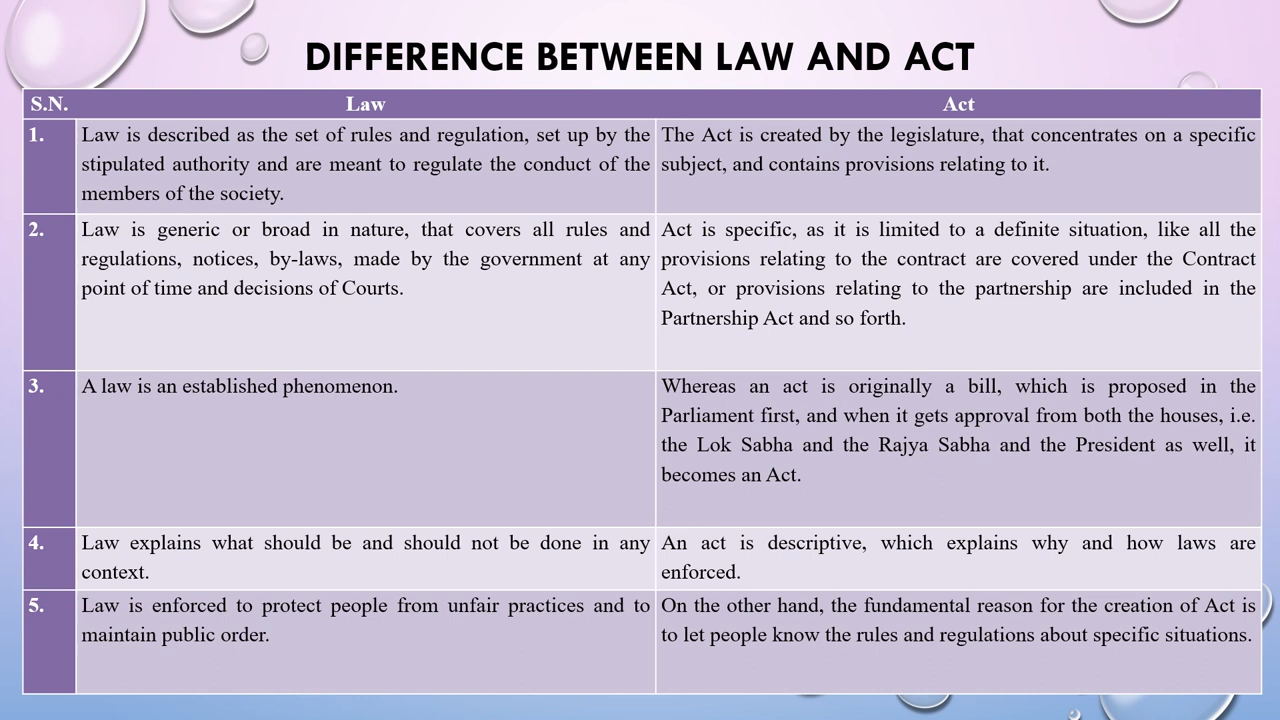 DIFFERENCE BETWEEN LAW AND ACT
S.N. Law Act
1. Law is described as the set of rules and regulation, set up by the
stipulated authority and are meant to regulate the conduct of the
members of the society.
The Act is created by the legislature, that concentrates on a specific
subject, and contains provisions relating to it.
2. Law is generic or broad in nature, that covers all rules and
regulations, notices, by-laws, made by the government at any
point of time and decisions of Courts.
Act is specific, as it is limited to a definite situation, like all the
provisions relating to the contract are covered under the Contract
Act, or provisions relating to the partnership are included in the
Partnership Act and so forth.
3. A law is an established phenomenon.
Whereas an act is originally a bill, which is proposed in the
Parliament first, and when it gets approval from both the houses, i.e.
the Lok Sabha and the Rajya Sabha and the President as well, it
becomes an Act.
4. Law explains what should be and should not be done in any
context.
An act is descriptive, which explains why and how laws are
enforced.
5. Law is enforced to protect people from unfair practices and to
maintain public order.
On the other hand, the fundamental reason for the creation of Act is
to let people know the rules and regulations about specific situations.